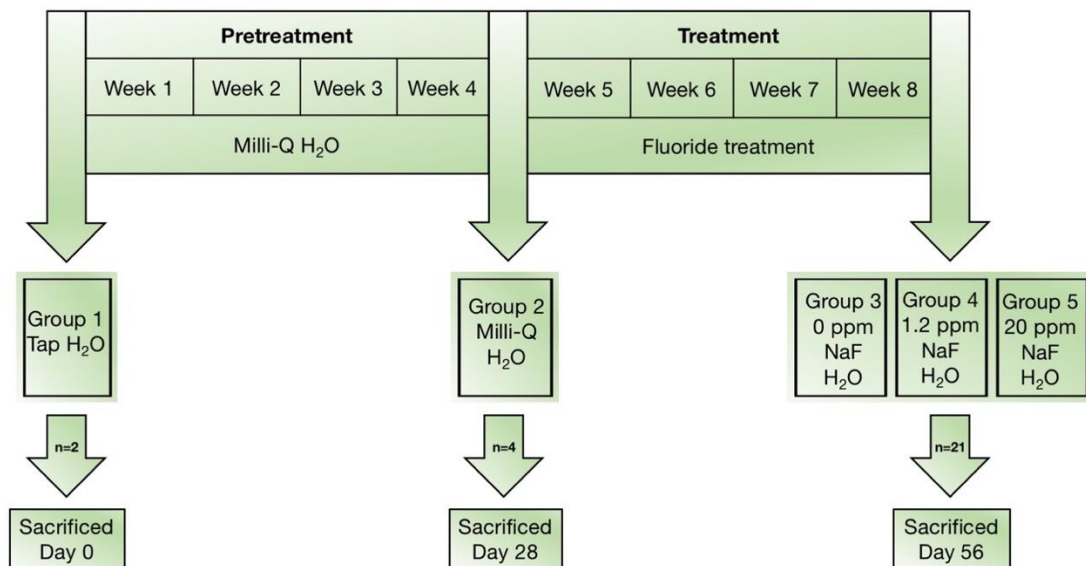 Pretreatment
Treatment
Week 1
Week 2
Week 3
Week 4
Week 5
Week 6
Week 7
Week 8
Milli-Q H₂O
Fluoride treatment
Group 1
Tap H₂O
Group 2
Milli-Q
H₂O
Group 3
0 ppm
NaF
H₂O
Group 4
1.2 ppm
NaF
H₂O
Group 5
20 ppm
NaF
H₂O
n=2
n=4
n=21
Sacrificed
Day 0
Sacrificed
Day 28
Sacrificed
Day 56